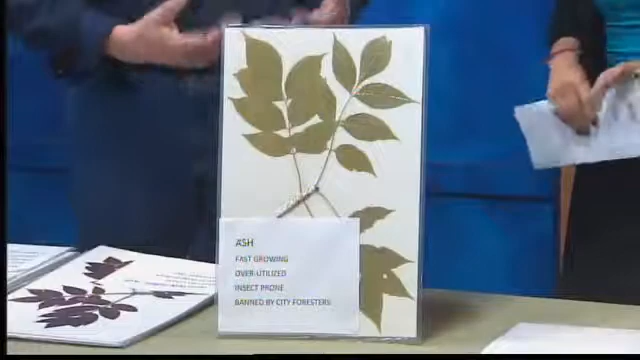 ASH
FAST GROWING
OVER-UTILIZED
INSECT PRONE
BANNED BY CITY FORESTERS